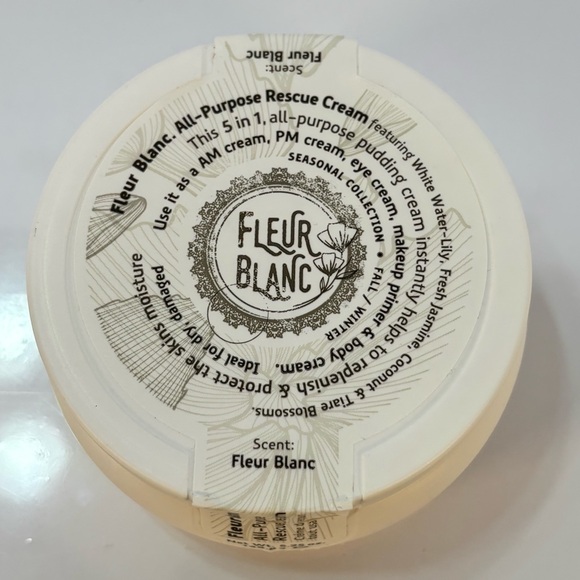 Scent:
Fleur Blanc
Fleur Blanc. All-Purpose Rescue Cream featuring White Water-Lily, Fresh Jasmine, Coconut & Tiare Blossoms.
This 5 in 1, all-purpose pudding cream instantly helps to replenish & protect the skins moisture
Use it as a AM cream, PM cream, eye cream, makeup primer & body cream. Ideal for dry, damaged
SEASONAL COLLECTION • FALL / WINTER
FLEUR
BLANC
Scent:
Fleur Blanc